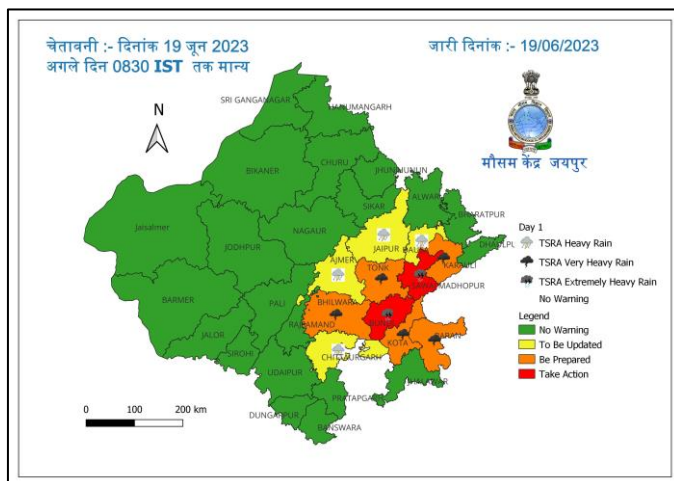 चेतावनी :- दिनांक 19 जून 2023
अगले दिन 0830 IST तक मान्य
जारी दिनांक :- 19/06/2023
मौसम केंद्र जयपुर
N
SRI GANGANAGAR
HANUMANGARH
BIKANER
CHURU
JHUNJHUNUN
SIKAR
ALWAR
BHARATPUR
Jaisalmer
JODHPUR
NAGAUR
JAIPUR
DAUSA
DHAULPUR
KARAULI
AJMER
TONK
SAWAI MADHOPUR
BARMER
PALI
BHILWARA
BUNDI
JALOR
RAJSAMAND
KOTA
BARAN
SIROHI
CHITTAURGARH
UDAIPUR
PRATAPGARH
DUNGARPUR
BANSWARA
0 100 200 km
Day 1
TSRA Heavy Rain
TSRA Very Heavy Rain
TSRA Extremely Heavy Rain
No Warning
Legend
No Warning
To Be Updated
Be Prepared
Take Action